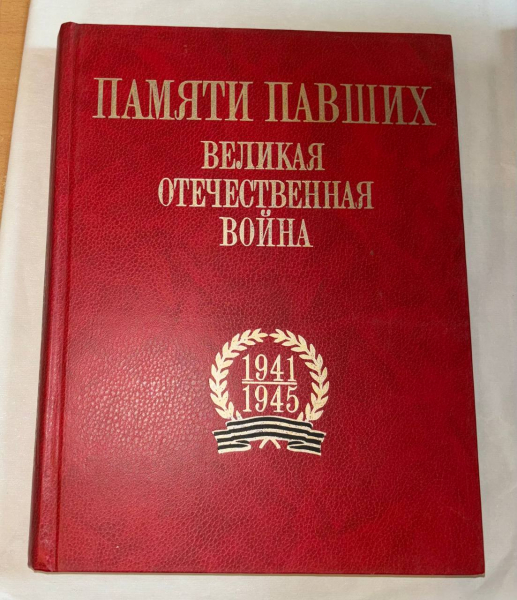 ПАМЯТИ ПАВШИХ
ВЕЛИКАЯ
ОТЕЧЕСТВЕННАЯ
ВОЙНА
1941
1945